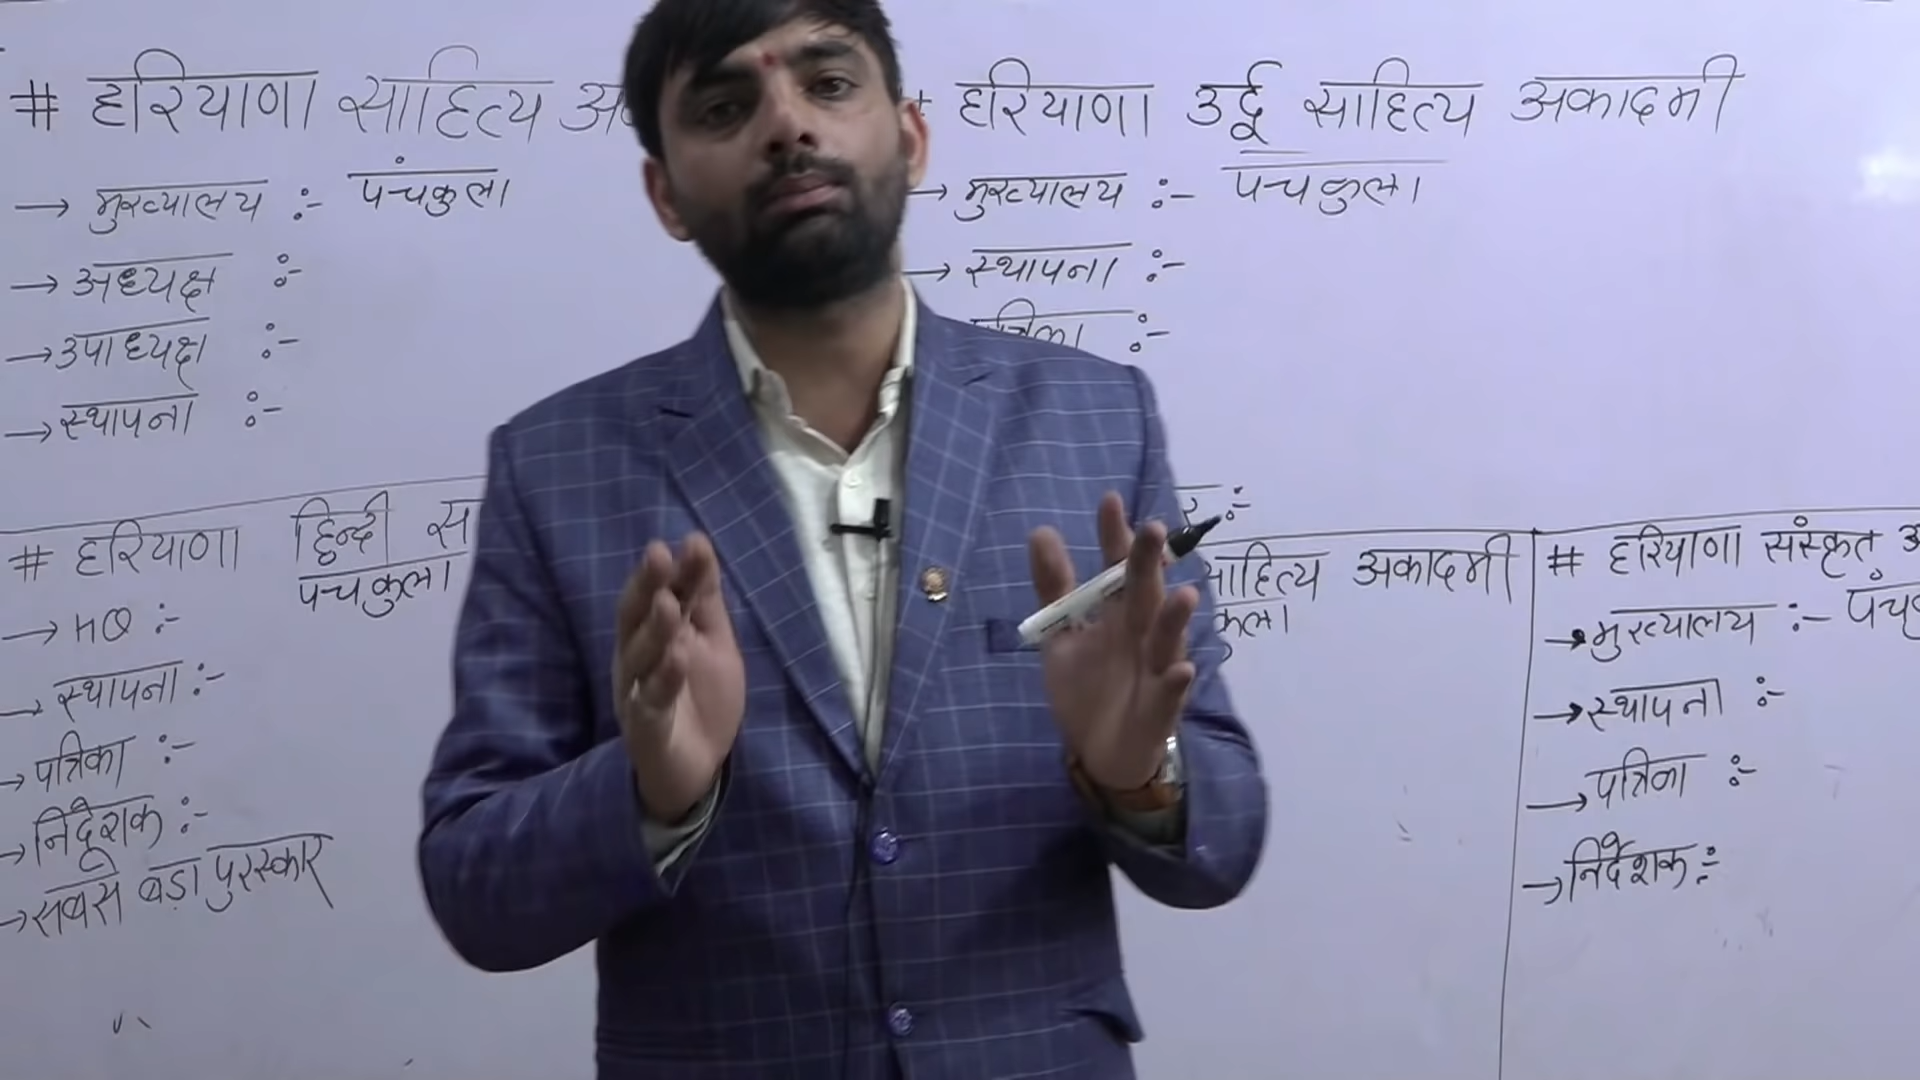 # हरियाणा साहित्य
→ मुख्यालय :- पंचकुला
→ अध्यक्ष :-
→ उपाध्यक्ष :-
→ स्थापना :-
हरियाणा उर्दू साहित्य अकादमी
→ मुख्यालय :- पंचकुला
→ स्थापना :-
:-
# हरियाणा हिन्दी
पंचकुला
→ HQ :-
→ स्थापना :-
→ पत्रिका :-
→ निर्देशक :-
→ सबसे बड़ा पुरस्कार
:-
साहित्य अकादमी
# हरियाणा संस्कृत
→ मुख्यालय :-
→ स्थापना :-
→ पत्रिका :-
→ निर्देशक :-